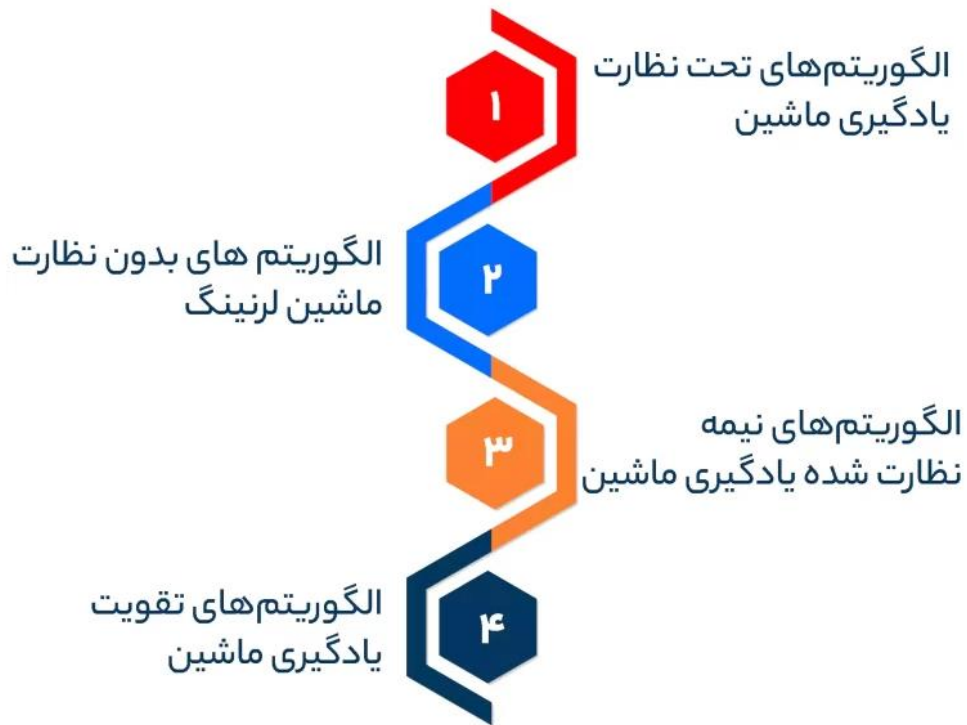 ۱
الگوریتم‌های تحت نظارت
یادگیری ماشین
۲
الگوریتم های بدون نظارت
ماشین لرنینگ
۳
الگوریتم‌های نیمه
نظارت شده یادگیری ماشین
۴
الگوریتم‌های تقویت
یادگیری ماشین